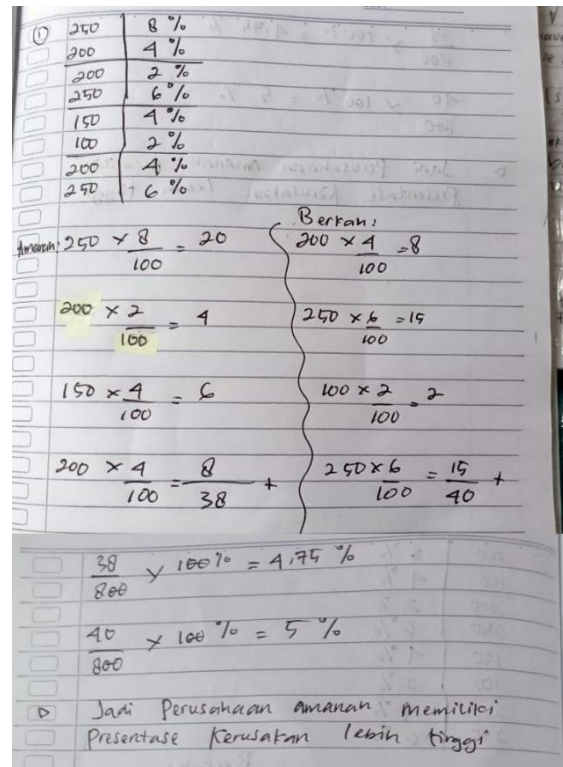 ① 250 | 8 %
200 | 4 %
200 | 2 %
250 | 6 %
150 | 4 %
100 | 2 %
200 | 4 %
250 | 6 %
Berkah:
Amanah: 250 × 8/100 = 20
200 × 4/100 = 8
200 × 2/100 = 4
250 × 6/100 = 15
150 × 4/100 = 6
100 × 2/100 = 2
200 × 4/100 = 8 +
38
250 × 6/100 = 15 +
40
38/800 × 100% = 4,75 %
40/800 × 100 % = 5 %
Jadi Perusahaan amanah memiliki
Presentase Kerusakan lebih tinggi